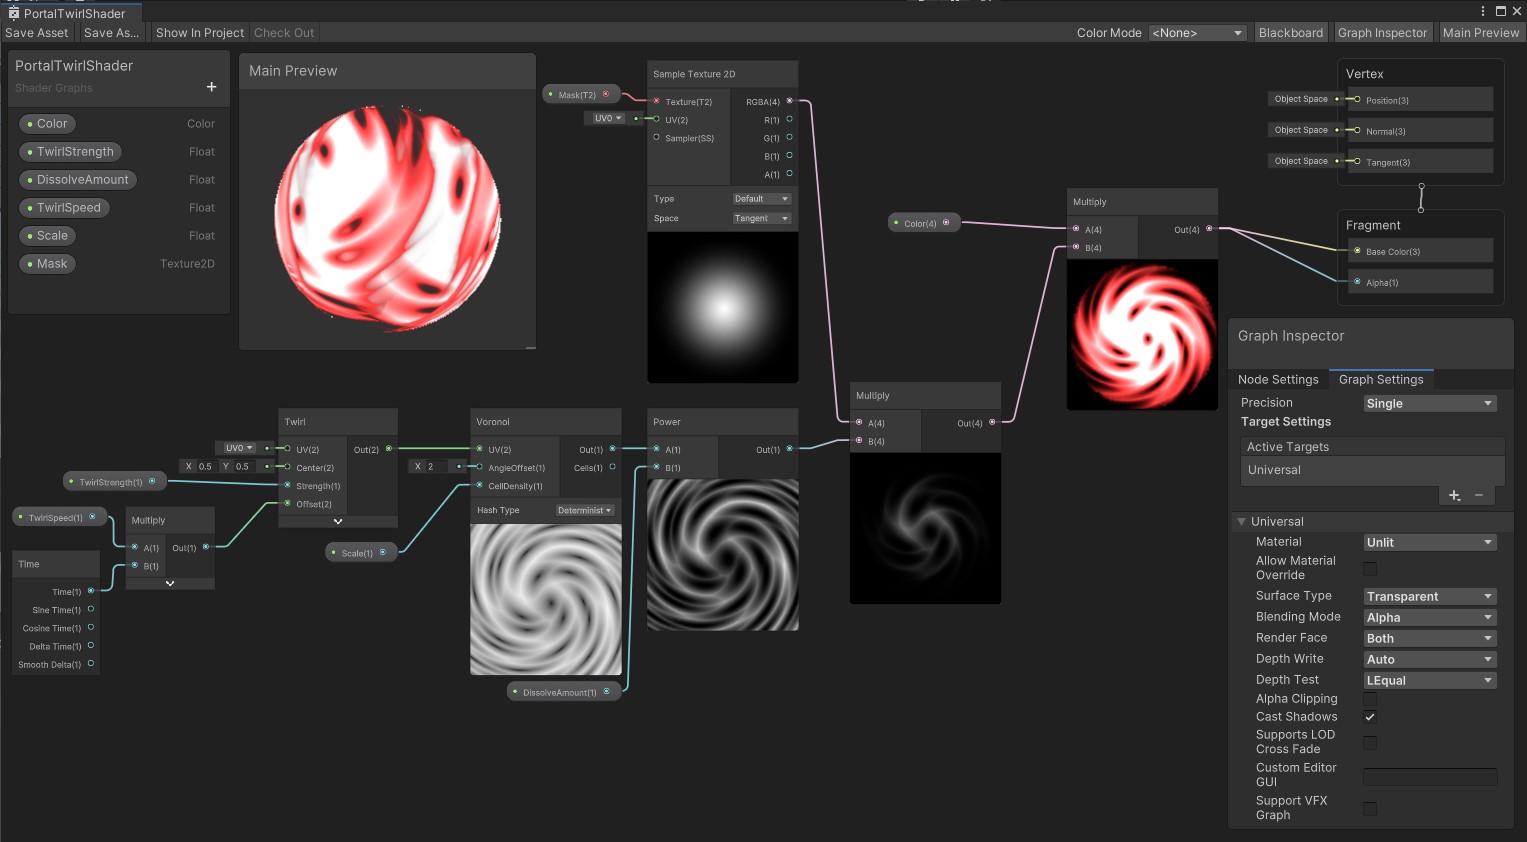 PortalTwirlShader
Save Asset Save As... Show In Project Check Out Color Mode <None> Blackboard Graph Inspector Main Preview
PortalTwirlShader
Shader Graphs
+
Color Color
TwirlStrength Float
DissolveAmount Float
TwirlSpeed Float
Scale Float
Mask Texture2D
Main Preview
Mask(T2)
UV0
Sample Texture 2D
Texture(T2) RGBA(4)
UV(2) R(1)
Sampler(SS) G(1)
B(1)
A(1)
Type Default
Space Tangent
Color(4)
Multiply
A(4) Out(4)
B(4)
Vertex
Object Space Position(3)
Object Space Normal(3)
Object Space Tangent(3)
Fragment
Base Color(3)
Alpha(1)
TwirlStrength(1)
TwirlSpeed(1)
Time
Time(1)
Sine Time(1)
Cosine Time(1)
Delta Time(1)
Smooth Delta(1)
Multiply
A(1) Out(1)
B(1)
UV0
X 0.5 Y 0.5
Twirl
UV(2) Out(2)
Center(2)
Strength(1)
Offset(2)
Scale(1)
X 2
Voronoi
UV(2) Out(1)
AngleOffset(1) Cells(1)
CellDensity(1)
Hash Type Determinist
DissolveAmount(1)
Power
A(1) Out(1)
B(1)
Multiply
A(4) Out(4)
B(4)
Graph Inspector
Node Settings Graph Settings
Precision Single
Target Settings
Active Targets
Universal
Universal
Material Unlit
Allow Material
Override
Surface Type Transparent
Blending Mode Alpha
Render Face Both
Depth Write Auto
Depth Test LEqual
Alpha Clipping
Cast Shadows
Supports LOD
Cross Fade
Custom Editor
GUI
Support VFX
Graph